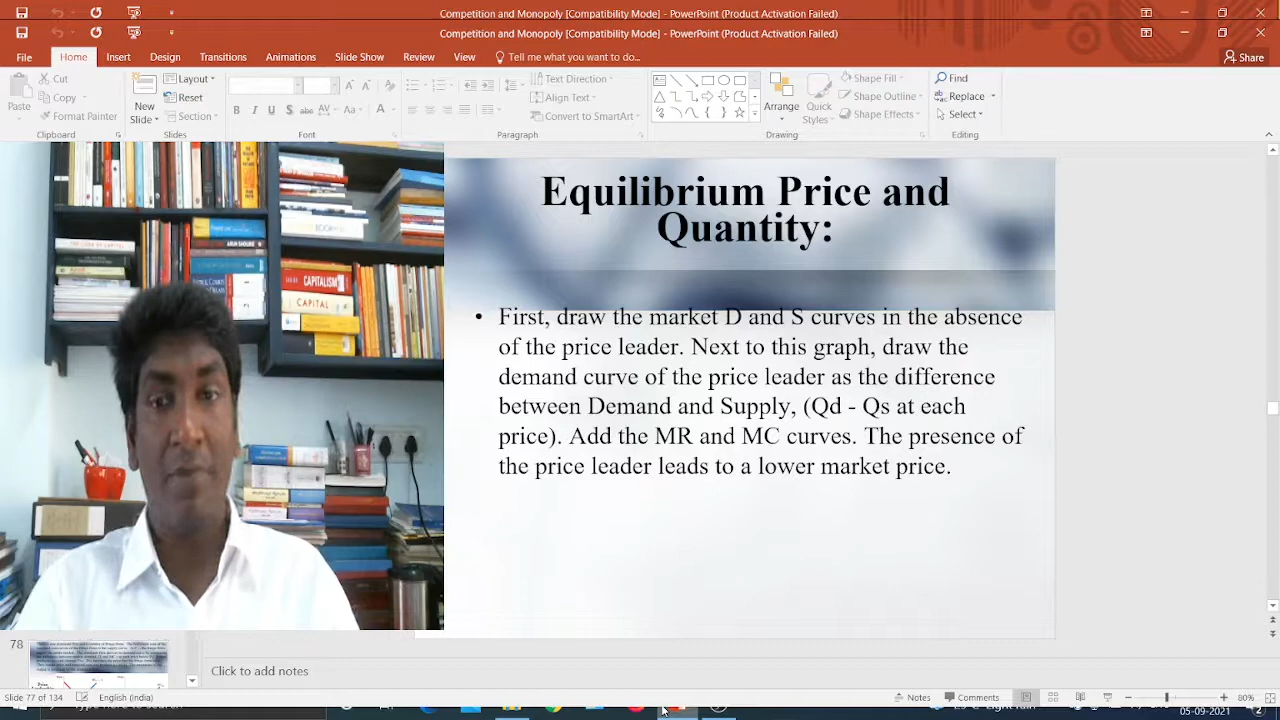 Competition and Monopoly [Compatibility Mode] - PowerPoint (Product Activation Failed)
Competition and Monopoly [Compatibility Mode] - PowerPoint (Product Activation Failed)
File Home Insert Design Transitions Animations Slide Show Review View Tell me what you want to do... Share
Paste
Cut
Copy
Format Painter
Clipboard
New Slide
Layout
Reset
Section
Slides
B I U S abc AV Aa A
Font
Text Direction
Align Text
Convert to SmartArt
Paragraph
Arrange
Quick Styles
Shape Fill
Shape Outline
Shape Effects
Drawing
Find
Replace
Select
Editing
CAPITALISM
CAPITAL
Equilibrium Price and
Quantity:
• First, draw the market D and S curves in the absence
of the price leader. Next to this graph, draw the
demand curve of the price leader as the difference
between Demand and Supply, (Qd - Qs at each
price). Add the MR and MC curves. The presence of
the price leader leads to a lower market price.
78
Click to add notes
Slide 77 of 134 English (India) Notes Comments 80%
05-09-2021